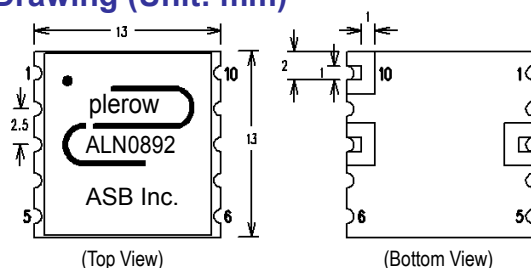 Drawing (Unit: mm)
13
1
1 10
2 1 10 1
plerow
2.5
ALN0892
13
ASB Inc.
5 6
6 5
(Top View) (Bottom View)